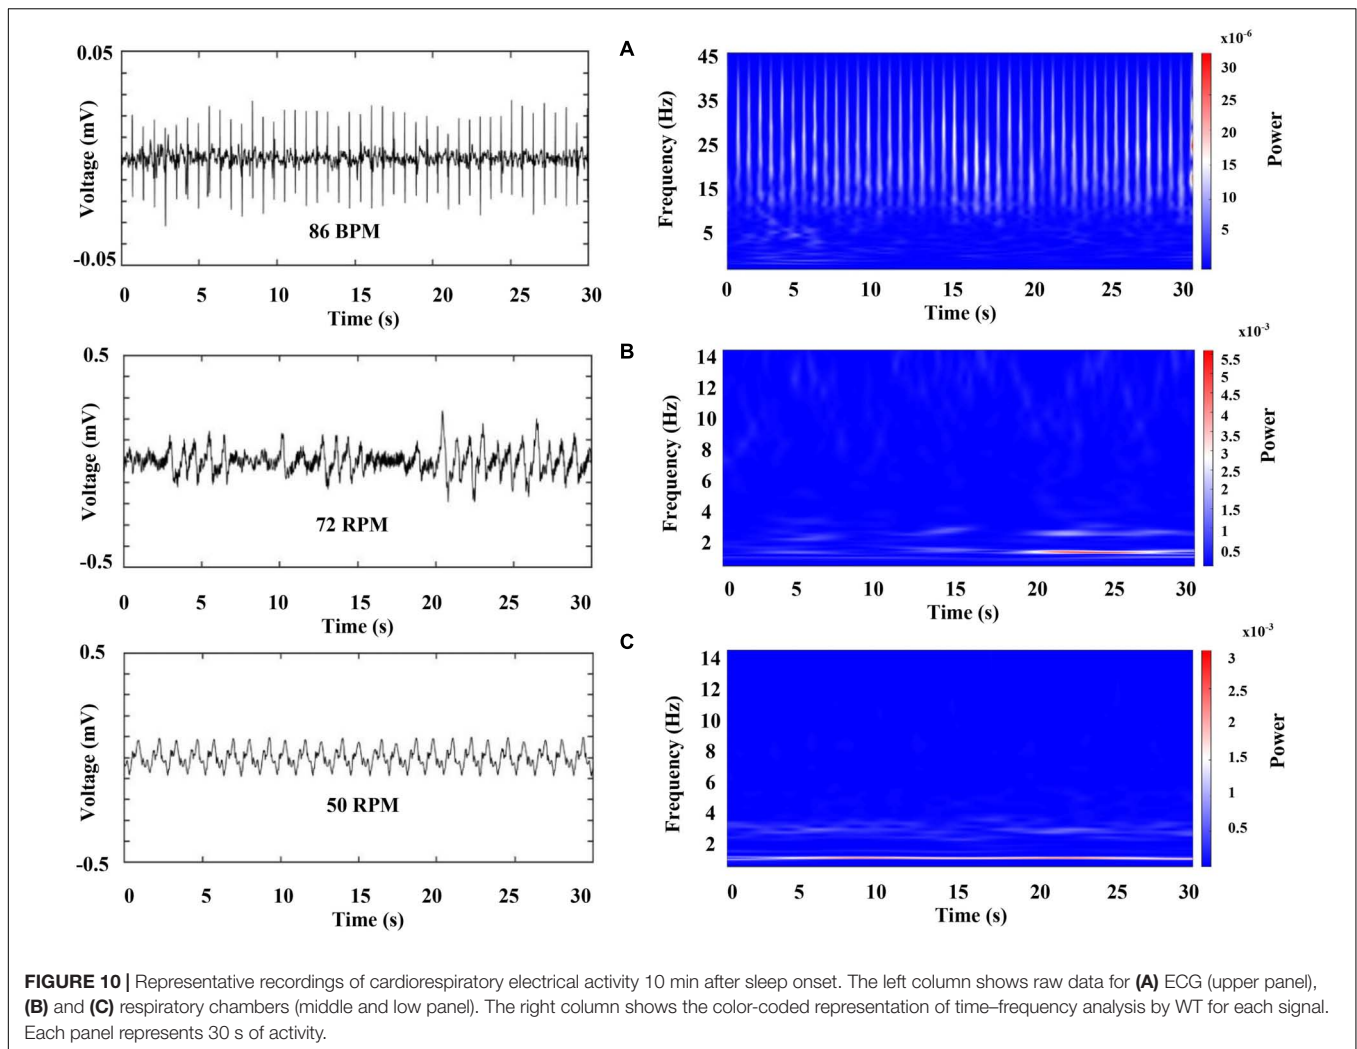 A
0.05
Voltage (mV)
-0.05
86 BPM
0 5 10 15 20 25 30
Time (s)
45
35
25
15
5
Frequency (Hz)
0 5 10 15 20 25 30
Time (s)
x10-6
30
25
20
15
10
5
Power
B
0.5
Voltage (mV)
-0.5
72 RPM
0 5 10 15 20 25 30
Time (s)
14
12
10
8
6
4
2
Frequency (Hz)
0 5 10 15 20 25 30
Time (s)
x10-3
5.5
5
4.5
4
3.5
3
2.5
2
1.5
1
0.5
Power
C
0.5
Voltage (mV)
-0.5
50 RPM
0 5 10 15 20 25 30
Time (s)
14
12
10
8
6
4
2
Frequency (Hz)
0 5 10 15 20 25 30
Time (s)
x10-3
3
2.5
2
1.5
1
0.5
Power
FIGURE 10 | Representative recordings of cardiorespiratory electrical activity 10 min after sleep onset. The left column shows raw data for (A) ECG (upper panel),
(B) and (C) respiratory chambers (middle and low panel). The right column shows the color-coded representation of time–frequency analysis by WT for each signal.
Each panel represents 30 s of activity.